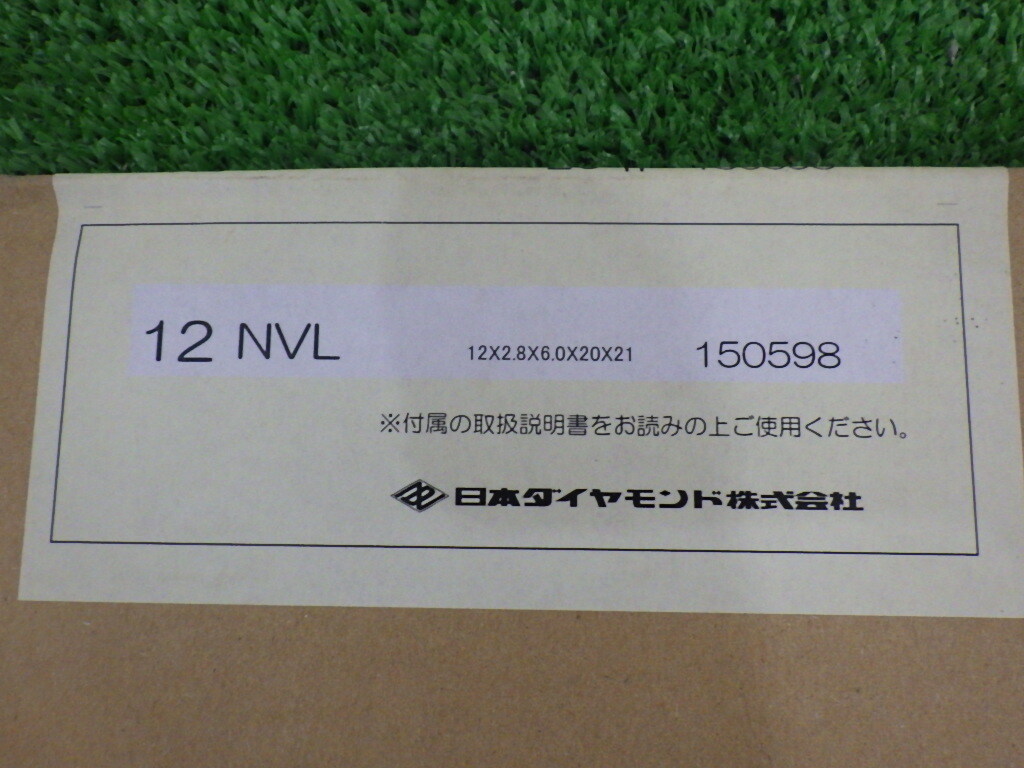 12 NVL 12X2.8X6.0X20X21 150598
※付属の取扱説明書をお読みの上ご使用ください。
日本ダイヤモンド株式会社